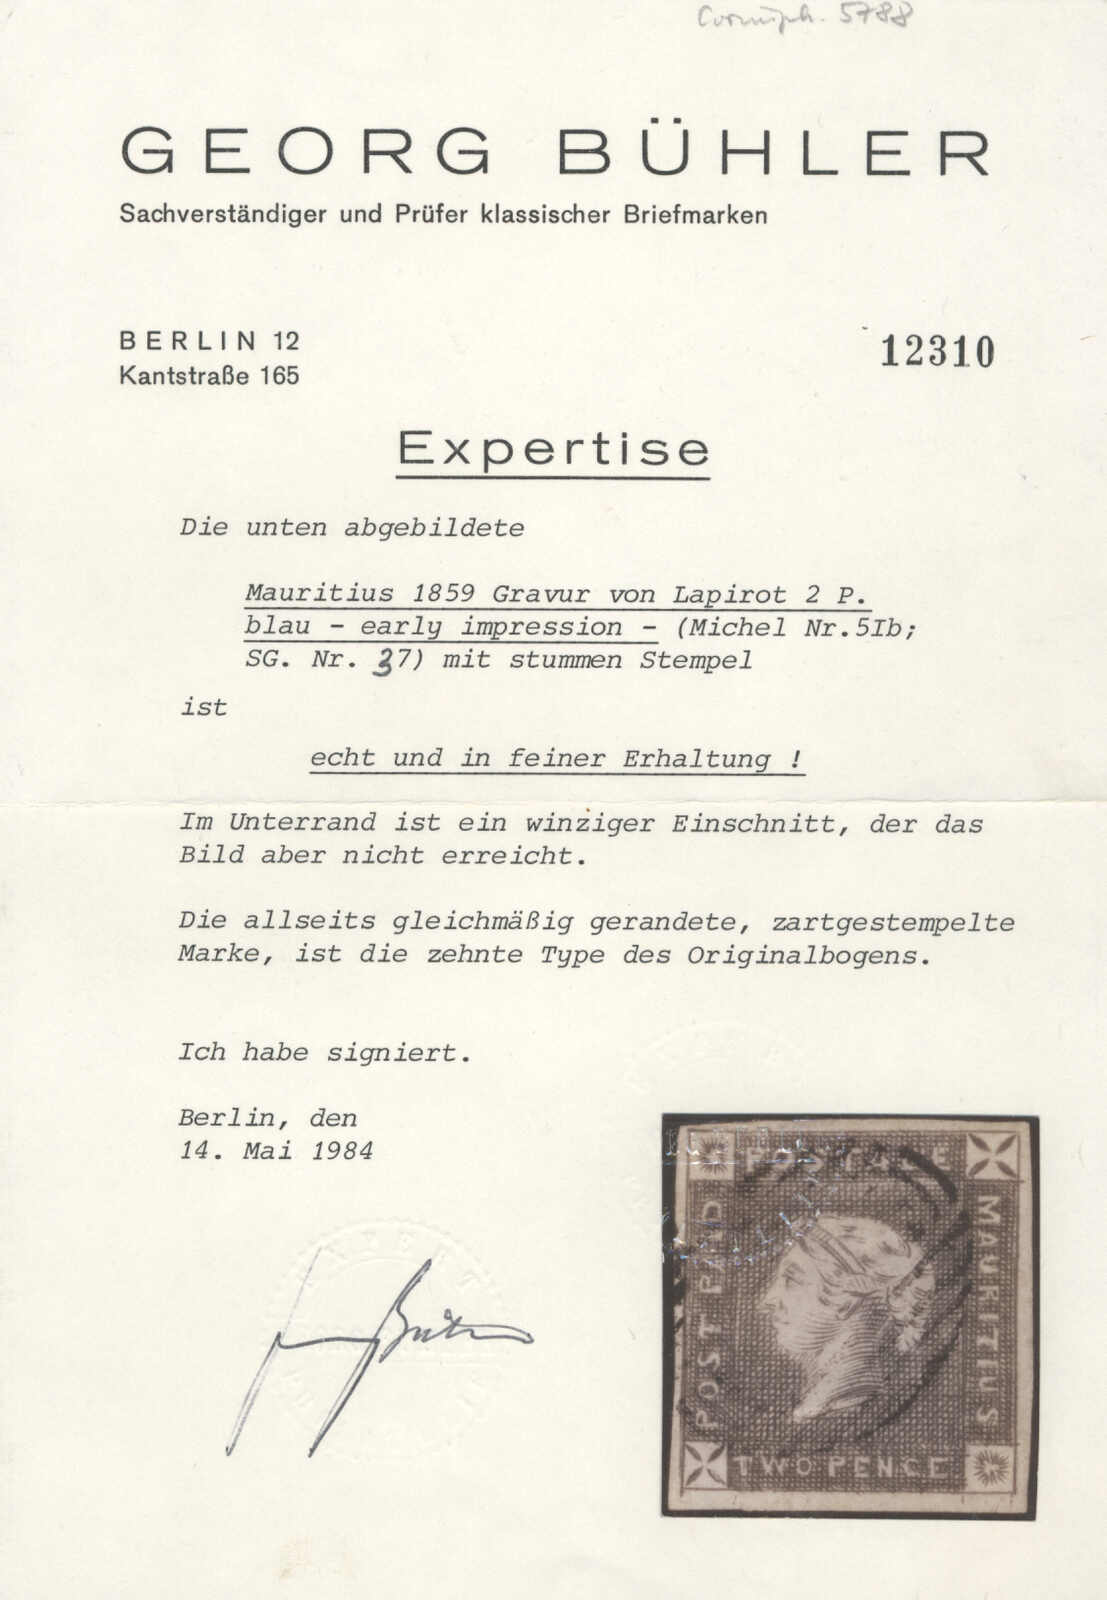 5788
GEORG BÜHLER
Sachverständiger und Prüfer klassischer Briefmarken
BERLIN 12
Kantstraße 165
12310
Expertise
Die unten abgebildete
Mauritius 1859 Gravur von Lapirot 2 P.
blau - early impression - (Michel Nr.5Ib;
SG. Nr. 37) mit stummen Stempel
ist
echt und in feiner Erhaltung !
Im Unterrand ist ein winziger Einschnitt, der das
Bild aber nicht erreicht.
Die allseits gleichmäßig gerandete, zartgestempelte
Marke, ist die zehnte Type des Originalbogens.
Ich habe signiert.
Berlin, den
14. Mai 1984
POSTAGE
POST PAID
MAURITIUS
TWO PENCE